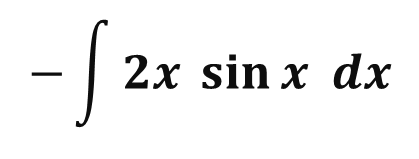 − ∫ 2x sin x dx